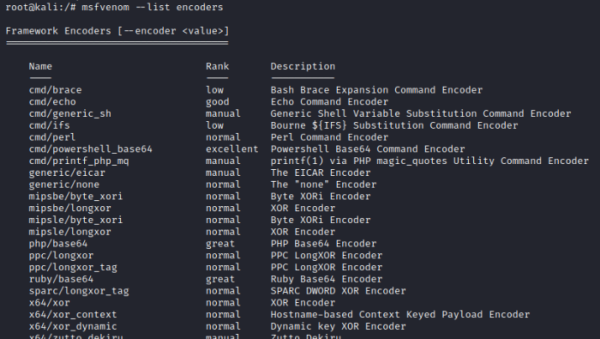 root@kali:/# msfvenom --list encoders
Framework Encoders [--encoder <value>]
======================================
Name Rank Description
---- ---- -----------
cmd/brace low Bash Brace Expansion Command Encoder
cmd/echo good Echo Command Encoder
cmd/generic_sh manual Generic Shell Variable Substitution Command Encoder
cmd/ifs low Bourne ${IFS} Substitution Command Encoder
cmd/perl normal Perl Command Encoder
cmd/powershell_base64 excellent Powershell Base64 Command Encoder
cmd/printf_php_mq manual printf(1) via PHP magic_quotes Utility Command Encoder
generic/eicar manual The EICAR Encoder
generic/none normal The "none" Encoder
mipsbe/byte_xori normal Byte XORi Encoder
mipsbe/longxor normal XOR Encoder
mipsle/byte_xori normal Byte XORi Encoder
mipsle/longxor normal XOR Encoder
php/base64 great PHP Base64 Encoder
ppc/longxor normal PPC LongXOR Encoder
ppc/longxor_tag normal PPC LongXOR Encoder
ruby/base64 great Ruby Base64 Encoder
sparc/longxor_tag normal SPARC DWORD XOR Encoder
x64/xor normal XOR Encoder
x64/xor_context normal Hostname-based Context Keyed Payload Encoder
x64/xor_dynamic normal Dynamic key XOR Encoder
x64/zutto_dekiru manual Zutto Dekiru